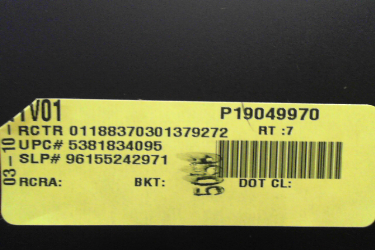 TV01
P19049970
RCTR 01188370301379272
RT :7
UPC# 5381834095
SLP# 96155242971
RCRA:
BKT:
DOT CL:
03-10-